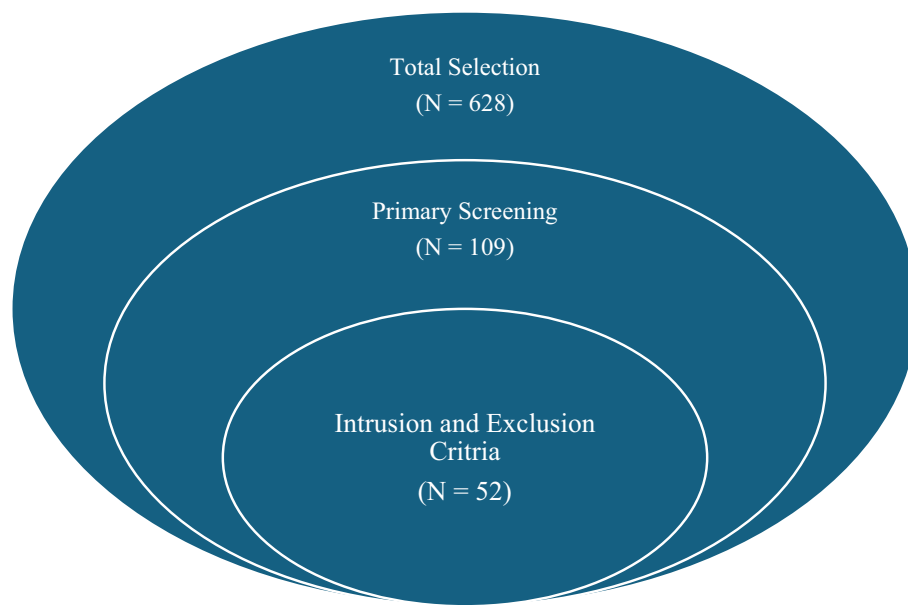 Total Selection
(N = 628)
Primary Screening
(N = 109)
Intrusion and Exclusion
Critria
(N = 52)